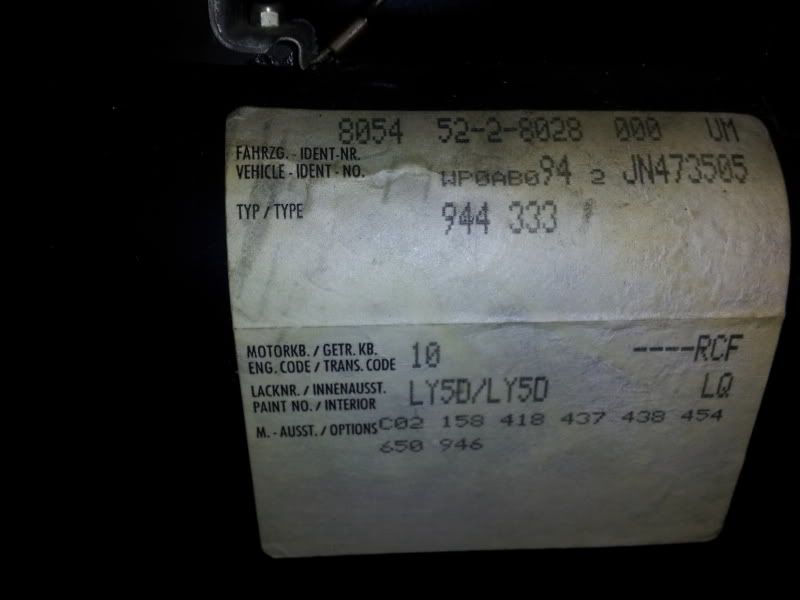 8054 52-2-8028 000 UM
FAHRZG. - IDENT-NR.
VEHICLE - IDENT - NO. WP0AB094 2 JN473505
TYP / TYPE 944 333
MOTORKB. / GETR. KB.
ENG. CODE / TRANS. CODE 10 ----RCF
LACKNR. / INNENAUSST. LY5D/LY5D LQ
PAINT NO. / INTERIOR
M. - AUSST. / OPTIONS C02 158 418 437 438 454
650 946